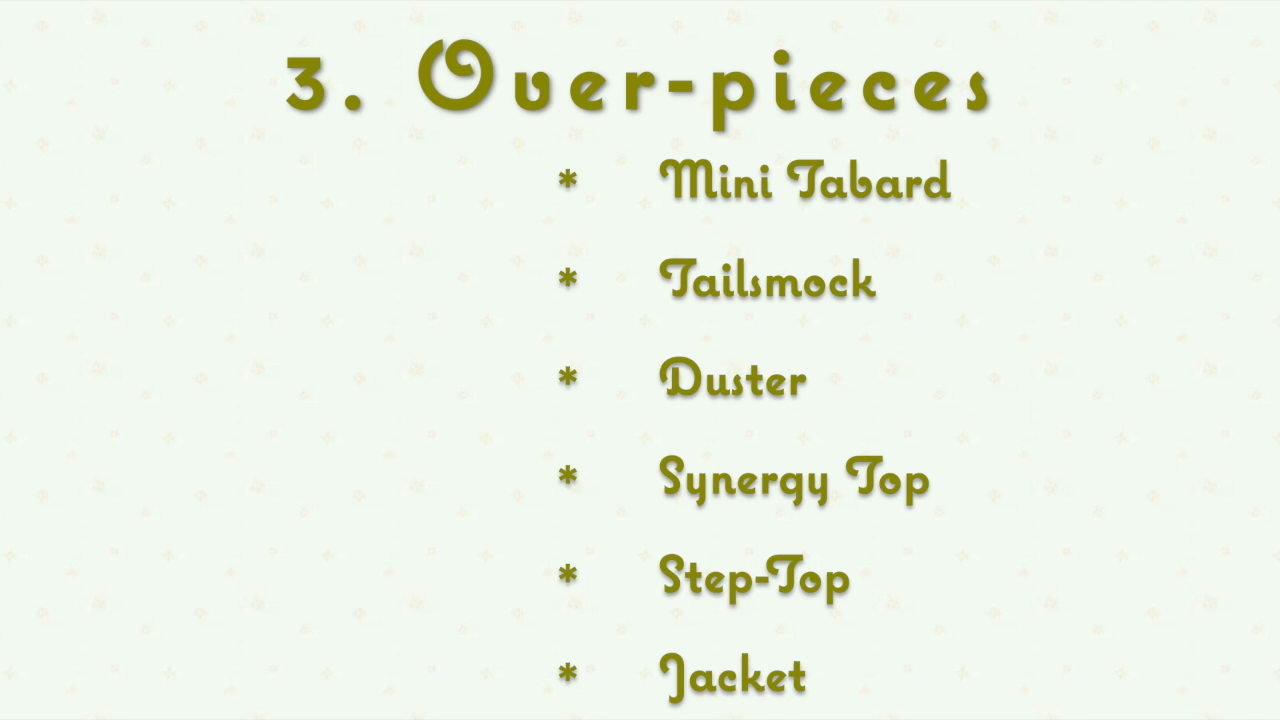 3. Over-pieces
* Mini Tabard
* Tailsmock
* Duster
* Synergy Top
* Step-Top
* Jacket